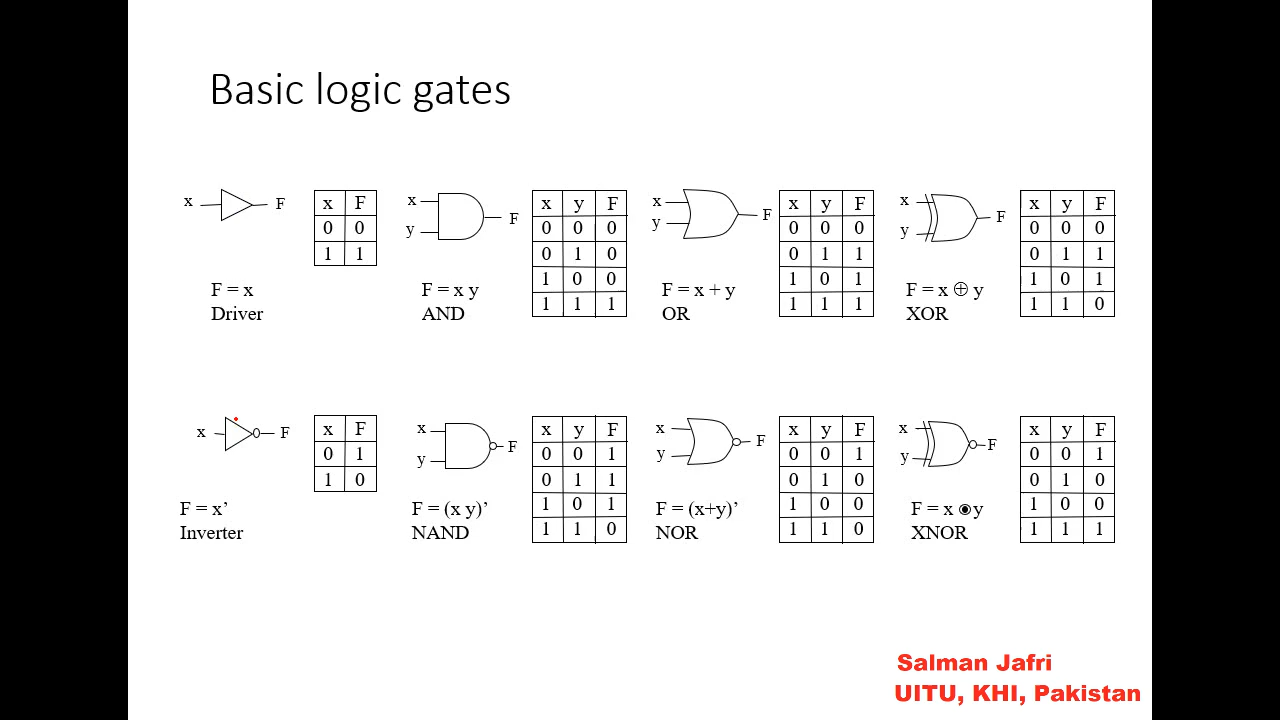 Basic logic gates
x F
x F
0 0
1 1
F = x
Driver
x
y
F
x y F
0 0 0
0 1 0
1 0 0
1 1 1
F = x y
AND
x
y
F
x y F
0 0 0
0 1 1
1 0 1
1 1 1
F = x + y
OR
x
y
F
x y F
0 0 0
0 1 1
1 0 1
1 1 0
F = x ⊕ y
XOR
x F
x F
0 1
1 0
F = x’
Inverter
x
y
F
x y F
0 0 1
0 1 1
1 0 1
1 1 0
F = (x y)’
NAND
x
y
F
x y F
0 0 1
0 1 0
1 0 0
1 1 0
F = (x+y)’
NOR
x
y
F
x y F
0 0 1
0 1 0
1 0 0
1 1 1
F = x ◉ y
XNOR
Salman Jafri
UITU, KHI, Pakistan